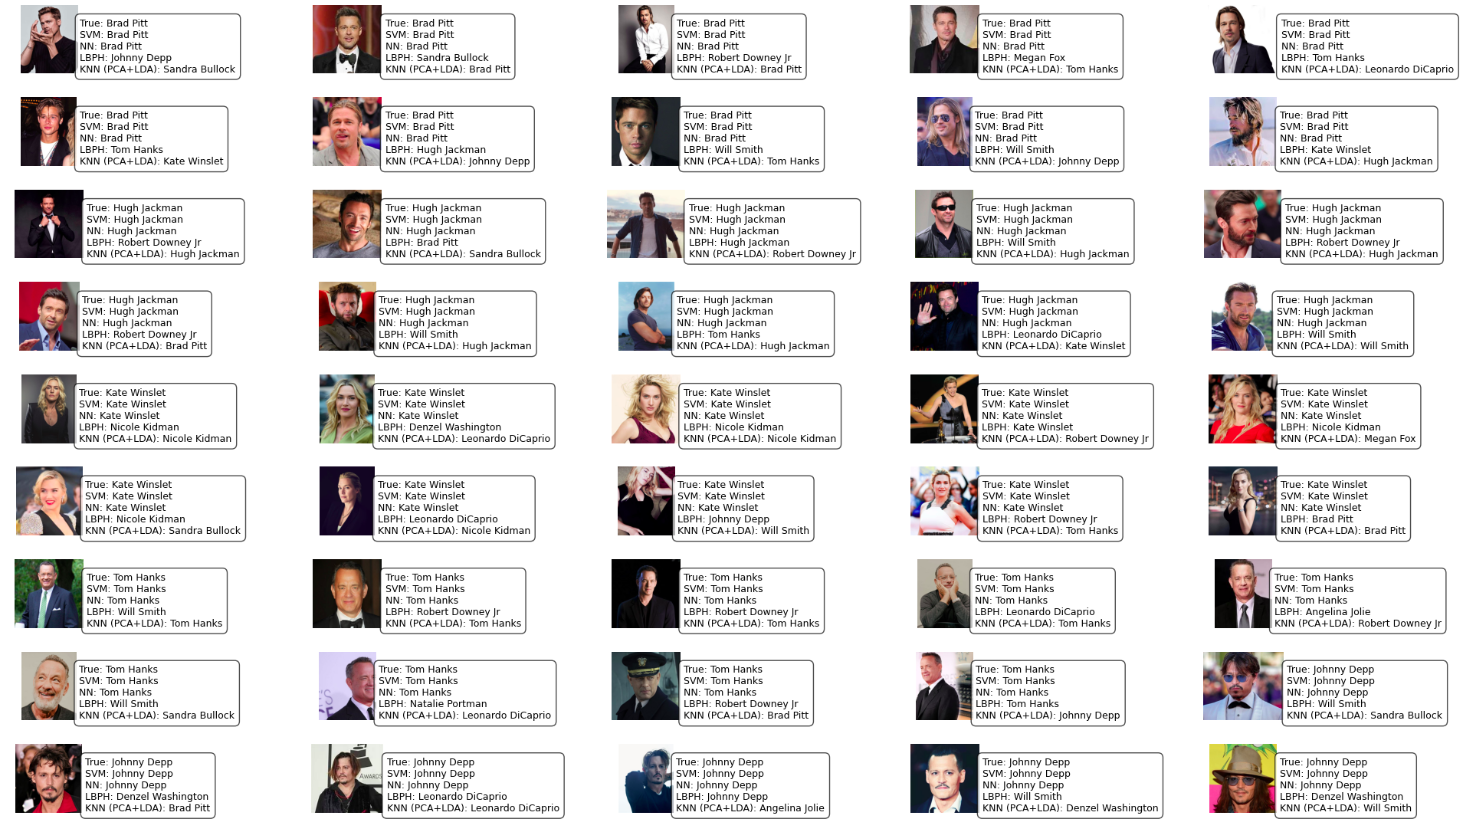 True: Brad Pitt
SVM: Brad Pitt
NN: Brad Pitt
LBPH: Johnny Depp
KNN (PCA+LDA): Sandra Bullock
True: Brad Pitt
SVM: Brad Pitt
NN: Brad Pitt
LBPH: Sandra Bullock
KNN (PCA+LDA): Brad Pitt
True: Brad Pitt
SVM: Brad Pitt
NN: Brad Pitt
LBPH: Robert Downey Jr
KNN (PCA+LDA): Brad Pitt
True: Brad Pitt
SVM: Brad Pitt
NN: Brad Pitt
LBPH: Megan Fox
KNN (PCA+LDA): Tom Hanks
True: Brad Pitt
SVM: Brad Pitt
NN: Brad Pitt
LBPH: Tom Hanks
KNN (PCA+LDA): Leonardo DiCaprio
True: Brad Pitt
SVM: Brad Pitt
NN: Brad Pitt
LBPH: Tom Hanks
KNN (PCA+LDA): Kate Winslet
True: Brad Pitt
SVM: Brad Pitt
NN: Brad Pitt
LBPH: Hugh Jackman
KNN (PCA+LDA): Johnny Depp
True: Brad Pitt
SVM: Brad Pitt
NN: Brad Pitt
LBPH: Will Smith
KNN (PCA+LDA): Tom Hanks
True: Brad Pitt
SVM: Brad Pitt
NN: Brad Pitt
LBPH: Will Smith
KNN (PCA+LDA): Johnny Depp
True: Brad Pitt
SVM: Brad Pitt
NN: Brad Pitt
LBPH: Kate Winslet
KNN (PCA+LDA): Hugh Jackman
True: Hugh Jackman
SVM: Hugh Jackman
NN: Hugh Jackman
LBPH: Robert Downey Jr
KNN (PCA+LDA): Hugh Jackman
True: Hugh Jackman
SVM: Hugh Jackman
NN: Hugh Jackman
LBPH: Brad Pitt
KNN (PCA+LDA): Sandra Bullock
True: Hugh Jackman
SVM: Hugh Jackman
NN: Hugh Jackman
LBPH: Hugh Jackman
KNN (PCA+LDA): Robert Downey Jr
True: Hugh Jackman
SVM: Hugh Jackman
NN: Hugh Jackman
LBPH: Will Smith
KNN (PCA+LDA): Hugh Jackman
True: Hugh Jackman
SVM: Hugh Jackman
NN: Hugh Jackman
LBPH: Robert Downey Jr
KNN (PCA+LDA): Hugh Jackman
True: Hugh Jackman
SVM: Hugh Jackman
NN: Hugh Jackman
LBPH: Robert Downey Jr
KNN (PCA+LDA): Brad Pitt
True: Hugh Jackman
SVM: Hugh Jackman
NN: Hugh Jackman
LBPH: Will Smith
KNN (PCA+LDA): Hugh Jackman
True: Hugh Jackman
SVM: Hugh Jackman
NN: Hugh Jackman
LBPH: Tom Hanks
KNN (PCA+LDA): Hugh Jackman
True: Hugh Jackman
SVM: Hugh Jackman
NN: Hugh Jackman
LBPH: Leonardo DiCaprio
KNN (PCA+LDA): Kate Winslet
True: Hugh Jackman
SVM: Hugh Jackman
NN: Hugh Jackman
LBPH: Will Smith
KNN (PCA+LDA): Will Smith
True: Kate Winslet
SVM: Kate Winslet
NN: Kate Winslet
LBPH: Nicole Kidman
KNN (PCA+LDA): Nicole Kidman
True: Kate Winslet
SVM: Kate Winslet
NN: Kate Winslet
LBPH: Denzel Washington
KNN (PCA+LDA): Leonardo DiCaprio
True: Kate Winslet
SVM: Kate Winslet
NN: Kate Winslet
LBPH: Nicole Kidman
KNN (PCA+LDA): Nicole Kidman
True: Kate Winslet
SVM: Kate Winslet
NN: Kate Winslet
LBPH: Kate Winslet
KNN (PCA+LDA): Robert Downey Jr
True: Kate Winslet
SVM: Kate Winslet
NN: Kate Winslet
LBPH: Nicole Kidman
KNN (PCA+LDA): Megan Fox
True: Kate Winslet
SVM: Kate Winslet
NN: Kate Winslet
LBPH: Nicole Kidman
KNN (PCA+LDA): Sandra Bullock
True: Kate Winslet
SVM: Kate Winslet
NN: Kate Winslet
LBPH: Leonardo DiCaprio
KNN (PCA+LDA): Nicole Kidman
True: Kate Winslet
SVM: Kate Winslet
NN: Kate Winslet
LBPH: Johnny Depp
KNN (PCA+LDA): Will Smith
True: Kate Winslet
SVM: Kate Winslet
NN: Kate Winslet
LBPH: Robert Downey Jr
KNN (PCA+LDA): Tom Hanks
True: Kate Winslet
SVM: Kate Winslet
NN: Kate Winslet
LBPH: Brad Pitt
KNN (PCA+LDA): Brad Pitt
True: Tom Hanks
SVM: Tom Hanks
NN: Tom Hanks
LBPH: Will Smith
KNN (PCA+LDA): Tom Hanks
True: Tom Hanks
SVM: Tom Hanks
NN: Tom Hanks
LBPH: Robert Downey Jr
KNN (PCA+LDA): Tom Hanks
True: Tom Hanks
SVM: Tom Hanks
NN: Tom Hanks
LBPH: Robert Downey Jr
KNN (PCA+LDA): Tom Hanks
True: Tom Hanks
SVM: Tom Hanks
NN: Tom Hanks
LBPH: Leonardo DiCaprio
KNN (PCA+LDA): Tom Hanks
True: Tom Hanks
SVM: Tom Hanks
NN: Tom Hanks
LBPH: Angelina Jolie
KNN (PCA+LDA): Robert Downey Jr
True: Tom Hanks
SVM: Tom Hanks
NN: Tom Hanks
LBPH: Will Smith
KNN (PCA+LDA): Sandra Bullock
True: Tom Hanks
SVM: Tom Hanks
NN: Tom Hanks
LBPH: Natalie Portman
KNN (PCA+LDA): Leonardo DiCaprio
True: Tom Hanks
SVM: Tom Hanks
NN: Tom Hanks
LBPH: Robert Downey Jr
KNN (PCA+LDA): Brad Pitt
True: Tom Hanks
SVM: Tom Hanks
NN: Tom Hanks
LBPH: Tom Hanks
KNN (PCA+LDA): Johnny Depp
True: Johnny Depp
SVM: Johnny Depp
NN: Johnny Depp
LBPH: Will Smith
KNN (PCA+LDA): Sandra Bullock
True: Johnny Depp
SVM: Johnny Depp
NN: Johnny Depp
LBPH: Denzel Washington
KNN (PCA+LDA): Brad Pitt
True: Johnny Depp
SVM: Johnny Depp
NN: Johnny Depp
LBPH: Leonardo DiCaprio
KNN (PCA+LDA): Leonardo DiCaprio
True: Johnny Depp
SVM: Johnny Depp
NN: Johnny Depp
LBPH: Johnny Depp
KNN (PCA+LDA): Angelina Jolie
True: Johnny Depp
SVM: Johnny Depp
NN: Johnny Depp
LBPH: Will Smith
KNN (PCA+LDA): Denzel Washington
True: Johnny Depp
SVM: Johnny Depp
NN: Johnny Depp
LBPH: Denzel Washington
KNN (PCA+LDA): Will Smith